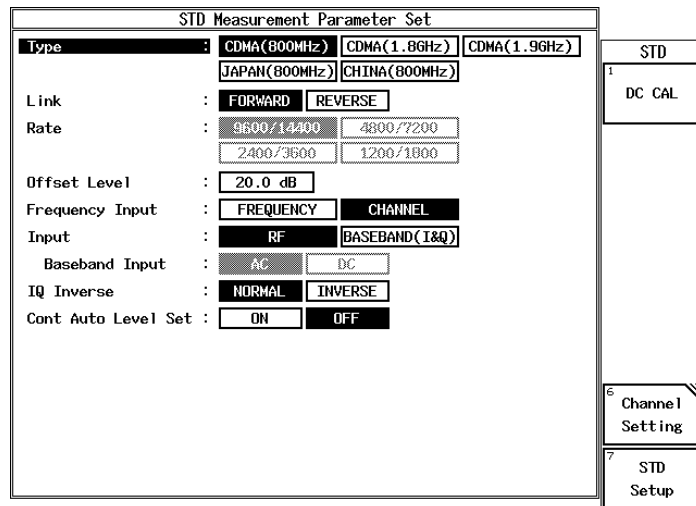 STD Measurement Parameter Set
Type : CDMA(800MHz) CDMA(1.8GHz) CDMA(1.9GHz)
JAPAN(800MHz) CHINA(800MHz)
Link : FORWARD REVERSE
Rate : 9600/14400 4800/7200
2400/3600 1200/1800
Offset Level : 20.0 dB
Frequency Input : FREQUENCY CHANNEL
Input : RF BASEBAND(I&Q)
Baseband Input : AC DC
IQ Inverse : NORMAL INVERSE
Cont Auto Level Set : ON OFF
STD
1
DC CAL
6
Channel
Setting
7
STD
Setup